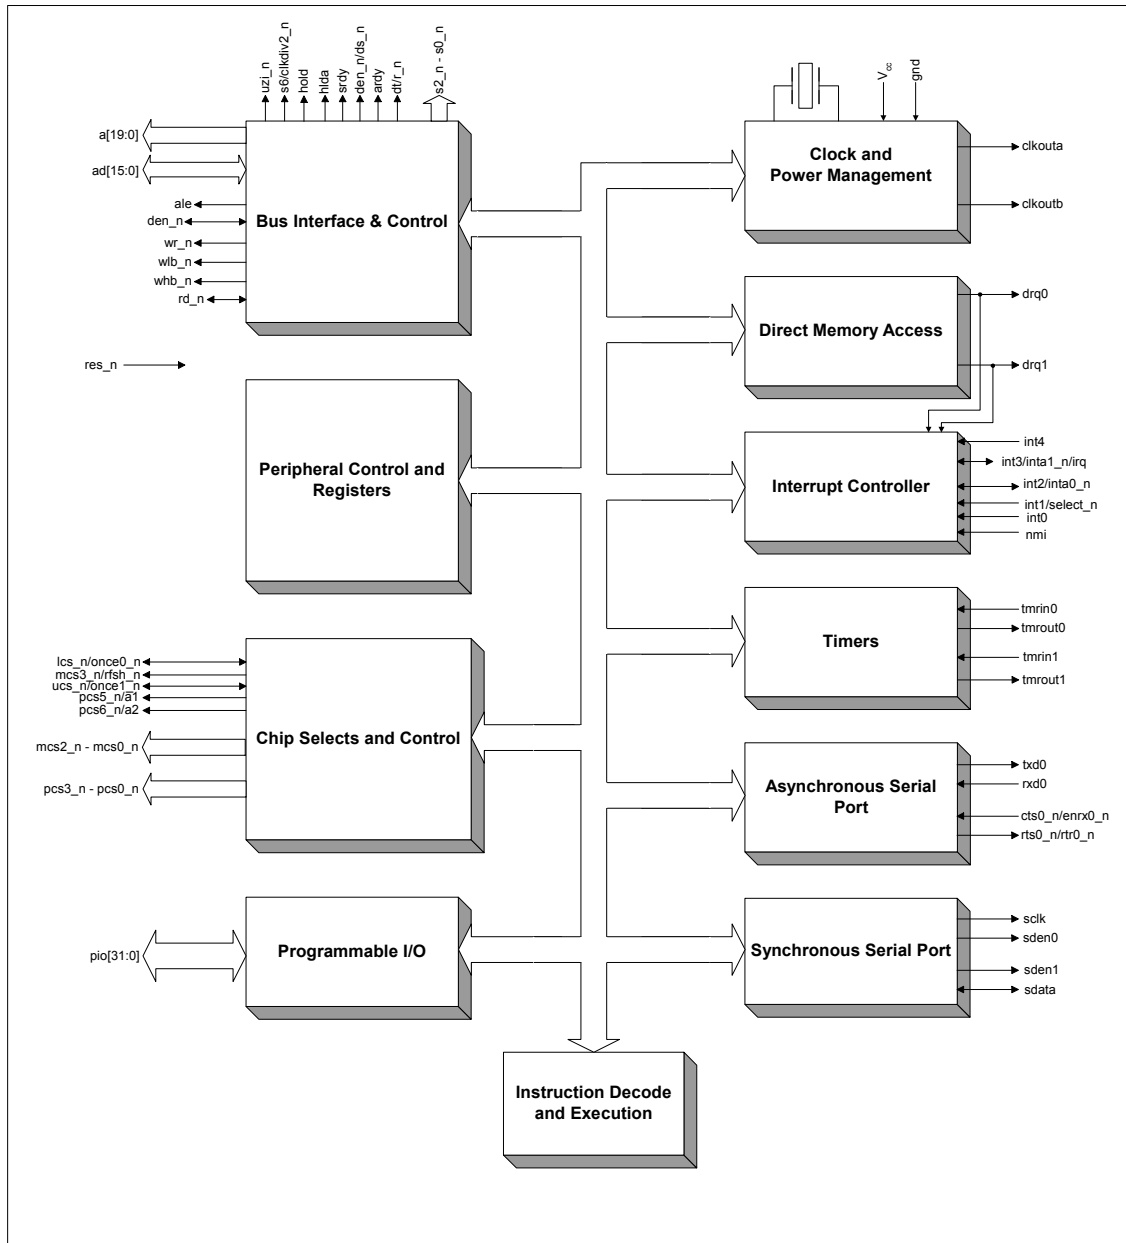 uzi_n
s6/clkdiv2_n
hold
hlda
srdy
den_n/ds_n
ardy
dt/r_n
s2_n - s0_n
a[19:0]
ad[15:0]
ale
den_n
wr_n
wlb_n
whb_n
rd_n
Bus Interface & Control
res_n
Peripheral Control and
Registers
lcs_n/once0_n
mcs3_n/rfsh_n
ucs_n/once1_n
pcs5_n/a1
pcs6_n/a2
mcs2_n - mcs0_n
pcs3_n - pcs0_n
Chip Selects and Control
pio[31:0]
Programmable I/O
Vcc
gnd
Clock and
Power Management
clkouta
clkoutb
Direct Memory Access
drq0
drq1
Interrupt Controller
int4
int3/inta1_n/irq
int2/inta0_n
int1/select_n
int0
nmi
Timers
tmrin0
tmrout0
tmrin1
tmrout1
Asynchronous Serial
Port
txd0
rxd0
cts0_n/enrx0_n
rts0_n/rtr0_n
Synchronous Serial Port
sclk
sden0
sden1
sdata
Instruction Decode
and Execution